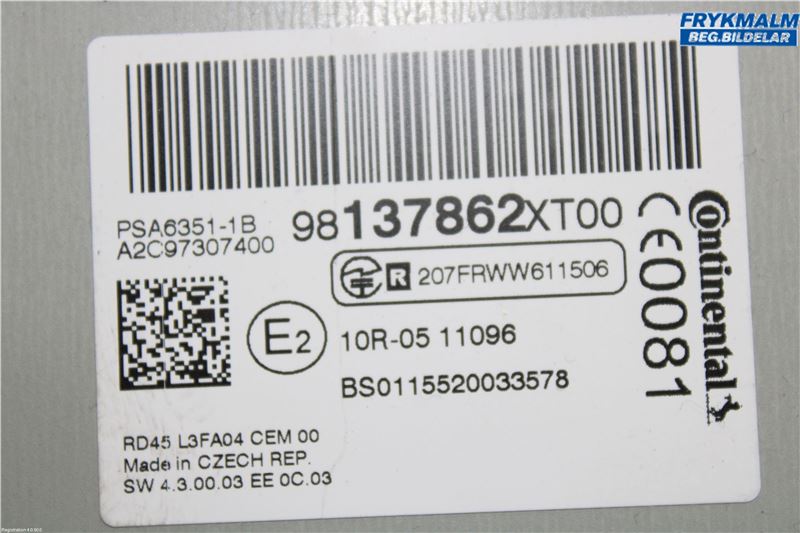 FRYKMALM
BEG.BILDELAR
PSA6351-1B
A2C97307400
98137862XT00
R 207FRWW611506
E2
10R-05 11096
BS0115520033578
CE0081
Continental
RD45 L3FA04 CEM 00
Made in CZECH REP.
SW 4.3.00.03 EE 0C.03